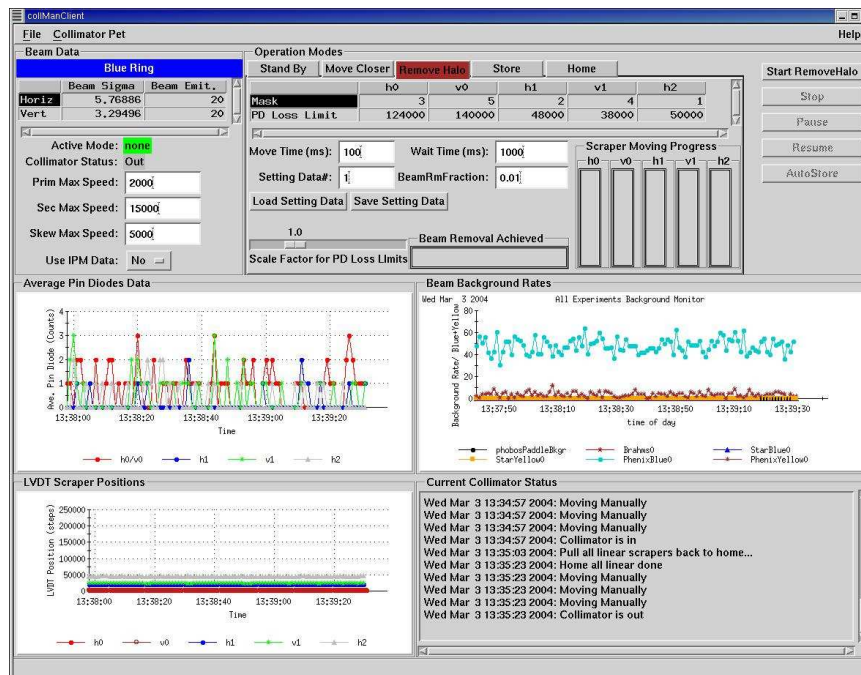 collManClient
File Collimator Pet Help
Beam Data
Blue Ring
Beam Sigma Beam Emit.
Horiz 5.76886 20
Vert 3.29496 20
Active Mode: none
Collimator Status: Out
Prim Max Speed: 2000
Sec Max Speed: 15000
Skew Max Speed: 5000
Use IPM Data: No
Operation Modes
Stand By Move Closer Remove Halo Store Home
h0 v0 h1 v1 h2
Mask 3 5 2 4 1
PD Loss Limit 124000 140000 48000 38000 50000
Move Time (ms): 100 Wait Time (ms): 1000
Setting Data#: 1 BeamRmFraction: 0.01
Load Setting Data Save Setting Data
1.0
Scale Factor for PD Loss LImits
Beam Removal Achieved
Scraper Moving Progress
h0 v0 h1 v1 h2
Start RemoveHalo
Stop
Pause
Resume
AutoStore
Average Pin Diodes Data
Ave. Pin Diode (Counts)
4
3
2
1
0
13:38:00 13:38:20 13:38:40 13:39:00 13:39:20
Time
h0/v0 h1 v1 h2
Beam Background Rates
Wed Mar 3 2004 All Experiments Background Monitor
Background Rate/ Blue+Yellow
80
60
40
20
0
13:37:50 13:38:10 13:38:30 13:38:50 13:39:10 13:39:30
time of day
phobosPaddleBkgr Brahms0 StarBlue0
StarYellow0 PhenixBlue0 PhenixYellow0
LVDT Scraper Positions
LVDT Position (steps)
250000
200000
150000
100000
50000
0
13:38:00 13:38:20 13:38:40 13:39:00 13:39:20
Time
h0 v0 h1 v1 h2
Current Collimator Status
Wed Mar 3 13:34:57 2004: Moving Manually
Wed Mar 3 13:34:57 2004: Moving Manually
Wed Mar 3 13:34:57 2004: Moving Manually
Wed Mar 3 13:34:57 2004: Collimator is in
Wed Mar 3 13:35:03 2004: Pull all linear scrapers back to home...
Wed Mar 3 13:35:23 2004: Home all linear done
Wed Mar 3 13:35:23 2004: Moving Manually
Wed Mar 3 13:35:23 2004: Moving Manually
Wed Mar 3 13:35:23 2004: Moving Manually
Wed Mar 3 13:35:23 2004: Collimator is out